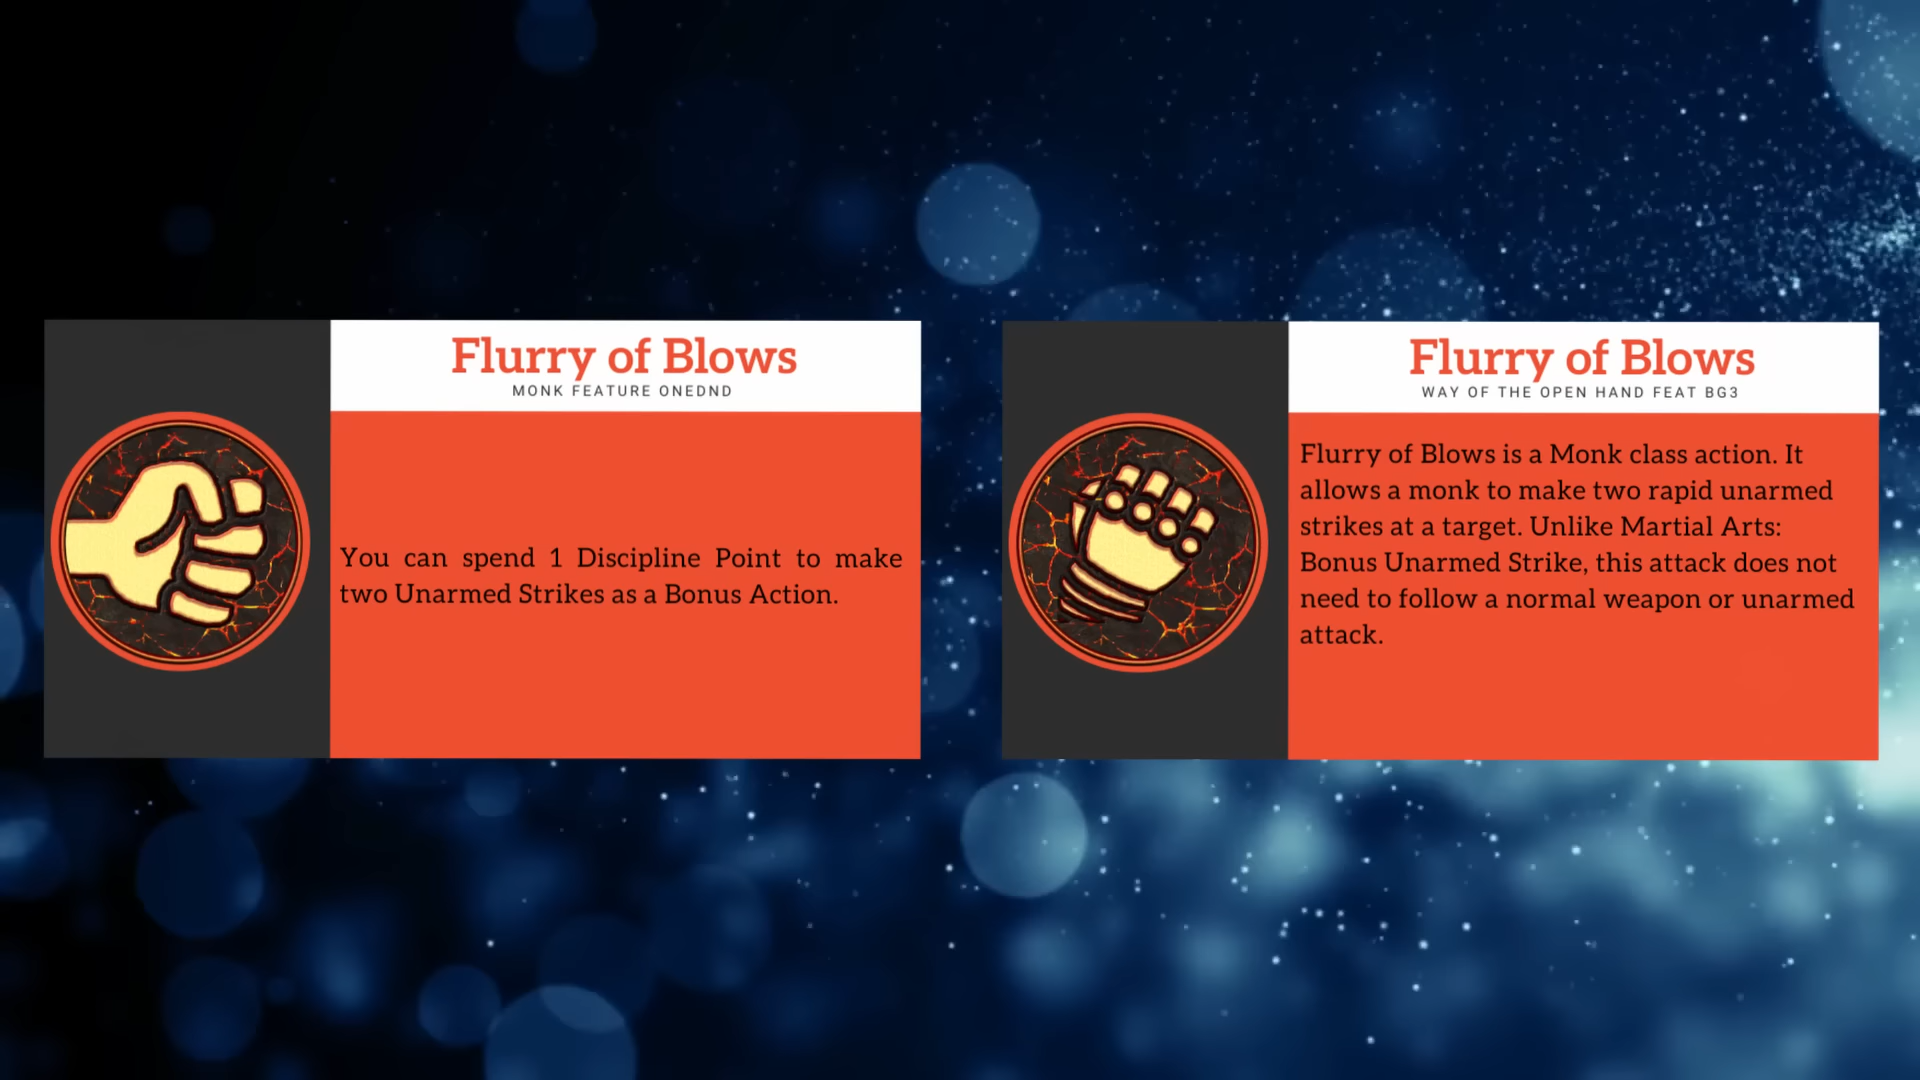 Flurry of Blows
MONK FEATURE ONEDND
You can spend 1 Discipline Point to make
two Unarmed Strikes as a Bonus Action.
Flurry of Blows
WAY OF THE OPEN HAND FEAT BG3
Flurry of Blows is a Monk class action. It
allows a monk to make two rapid unarmed
strikes at a target. Unlike Martial Arts:
Bonus Unarmed Strike, this attack does not
need to follow a normal weapon or unarmed
attack.